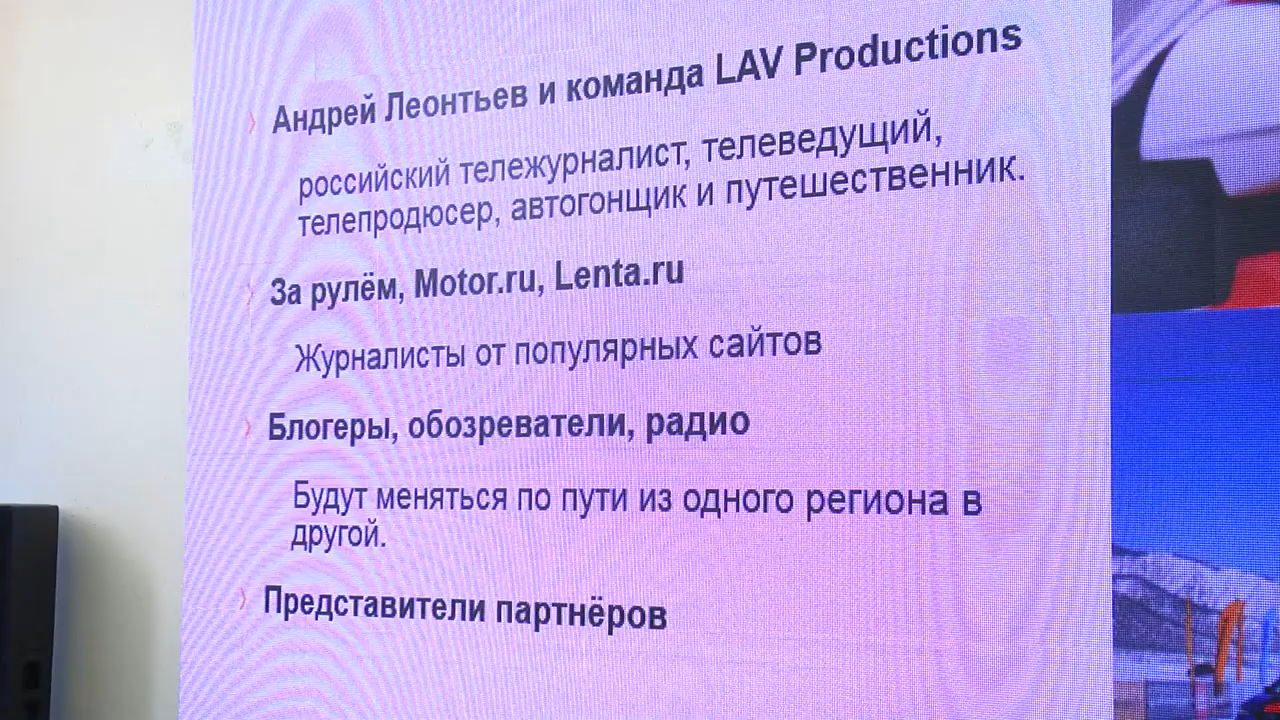 Андрей Леонтьев и команда LAV Productions
российский тележурналист, телеведущий,
телепродюсер, автогонщик и путешественник.
За рулём, Motor.ru, Lenta.ru
Журналисты от популярных сайтов
Блогеры, обозреватели, радио
Будут меняться по пути из одного региона в
другой.
Представители партнёров